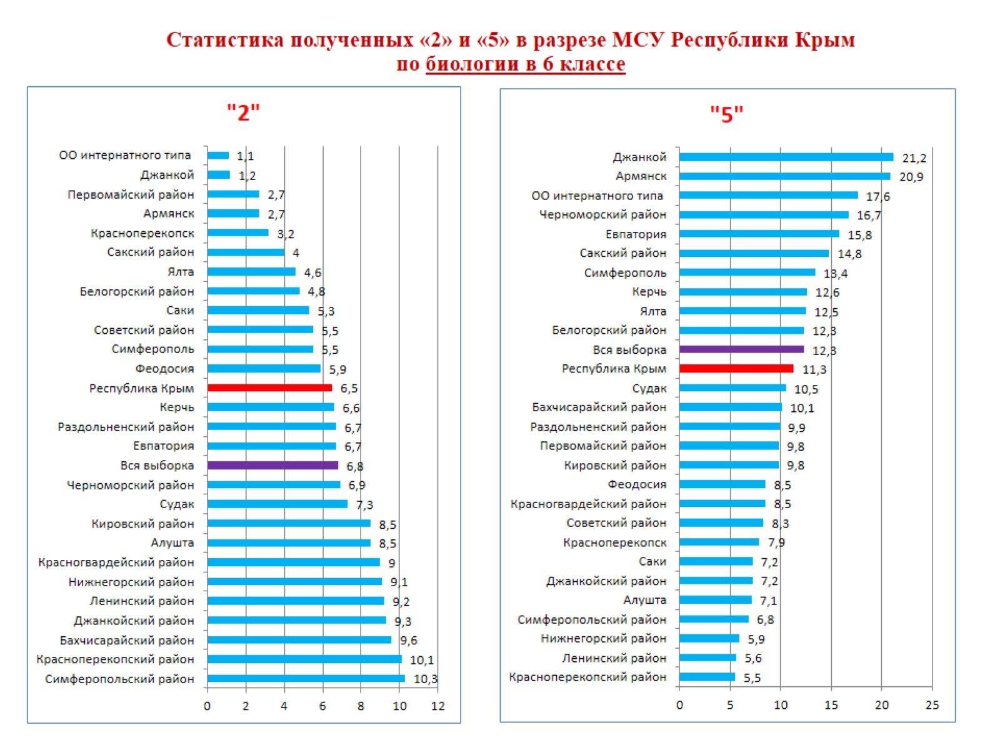 Статистика полученных «2» и «5» в разрезе МСУ Республики Крым
по биологии в 6 классе
"2"
ОО интернатного типа 1,1
Джанкой 1,2
Первомайский район 2,7
Армянск 2,7
Красноперекопск 3,2
Сакский район 4
Ялта 4,6
Белогорский район 4,8
Саки 5,3
Советский район 5,5
Симферополь 5,5
Феодосия 5,9
Республика Крым 6,5
Керчь 6,6
Раздольненский район 6,7
Евпатория 6,7
Вся выборка 6,8
Черноморский район 6,9
Судак 7,3
Кировский район 8,5
Алушта 8,5
Красногвардейский район 9
Нижнегорский район 9,1
Ленинский район 9,2
Джанкойский район 9,3
Бахчисарайский район 9,6
Красноперекопский район 10,1
Симферопольский район 10,3
0 2 4 6 8 10 12
"5"
Джанкой 21,2
Армянск 20,9
ОО интернатного типа 17,6
Черноморский район 16,7
Евпатория 15,8
Сакский район 14,8
Симферополь 13,4
Керчь 12,6
Ялта 12,5
Белогорский район 12,3
Вся выборка 12,3
Республика Крым 11,3
Судак 10,5
Бахчисарайский район 10,1
Раздольненский район 9,9
Первомайский район 9,8
Кировский район 9,8
Феодосия 8,5
Красногвардейский район 8,5
Советский район 8,3
Красноперекопск 7,9
Саки 7,2
Джанкойский район 7,2
Алушта 7,1
Симферопольский район 6,8
Нижнегорский район 5,9
Ленинский район 5,6
Красноперекопский район 5,5
0 5 10 15 20 25